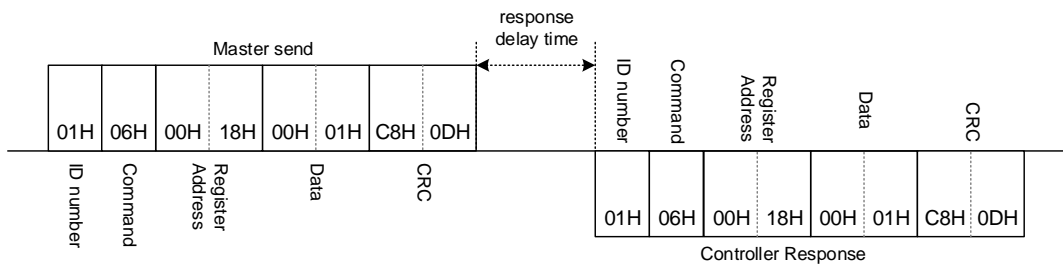 response
delay time
Master send
01H 06H 00H 18H 00H 01H C8H 0DH
ID number
Command
Register
Address
Data
CRC
ID number
Command
Register
Address
Data
CRC
01H 06H 00H 18H 00H 01H C8H 0DH
Controller Response